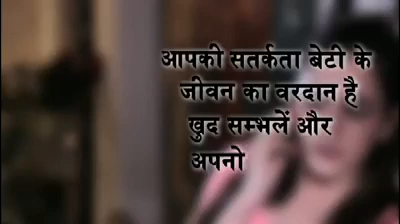 आपकी सतर्कता बेटी के
जीवन का वरदान है
खुद सम्भलें और
अपनो